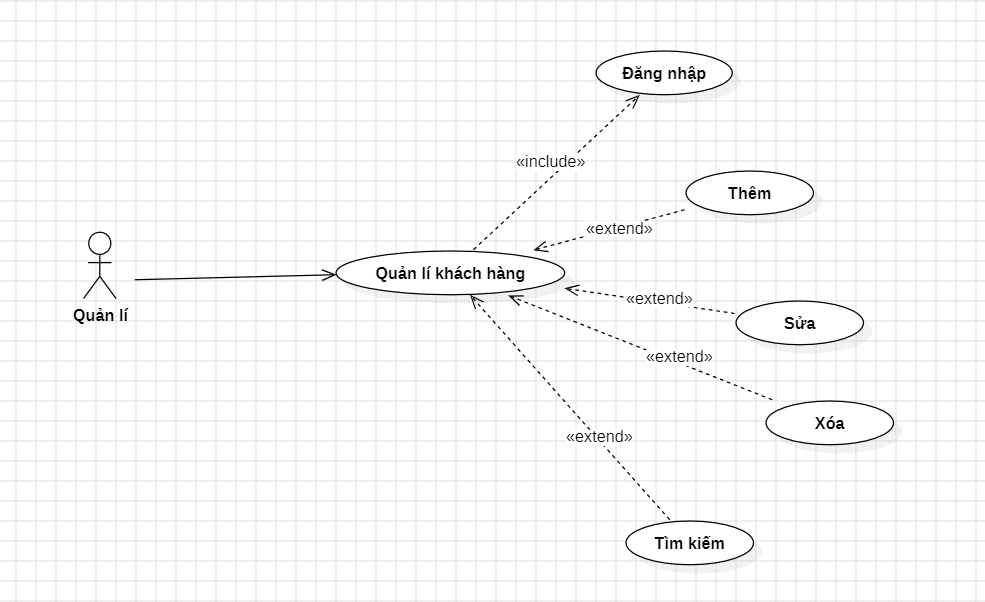 Đăng nhập
«include»
Thêm
«extend»
Quản lí khách hàng
«extend»
Quản lí
Sửa
«extend»
Xóa
«extend»
Tìm kiếm